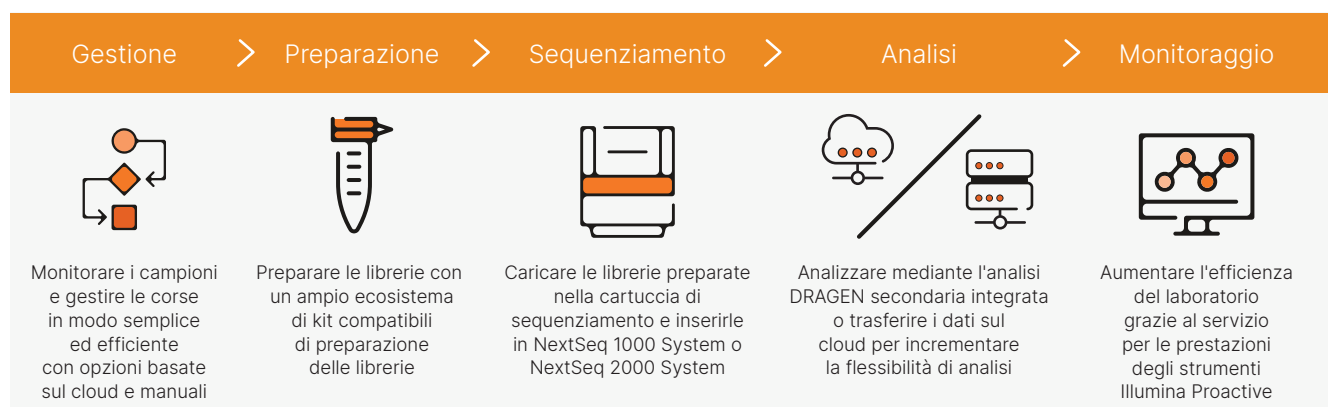 Gestione
Preparazione
Sequenziamento
Analisi
Monitoraggio
Monitorare i campioni
e gestire le corse
in modo semplice
ed efficiente
con opzioni basate
sul cloud e manuali
Preparare le librerie con
un ampio ecosistema
di kit compatibili
di preparazione
delle librerie
Caricare le librerie preparate
nella cartuccia di
sequenziamento e inserirle
in NextSeq 1000 System o
NextSeq 2000 System
Analizzare mediante l'analisi
DRAGEN secondaria integrata
o trasferire i dati sul
cloud per incrementare
la flessibilità di analisi
Aumentare l'efficienza
del laboratorio
grazie al servizio
per le prestazioni
degli strumenti
Illumina Proactive